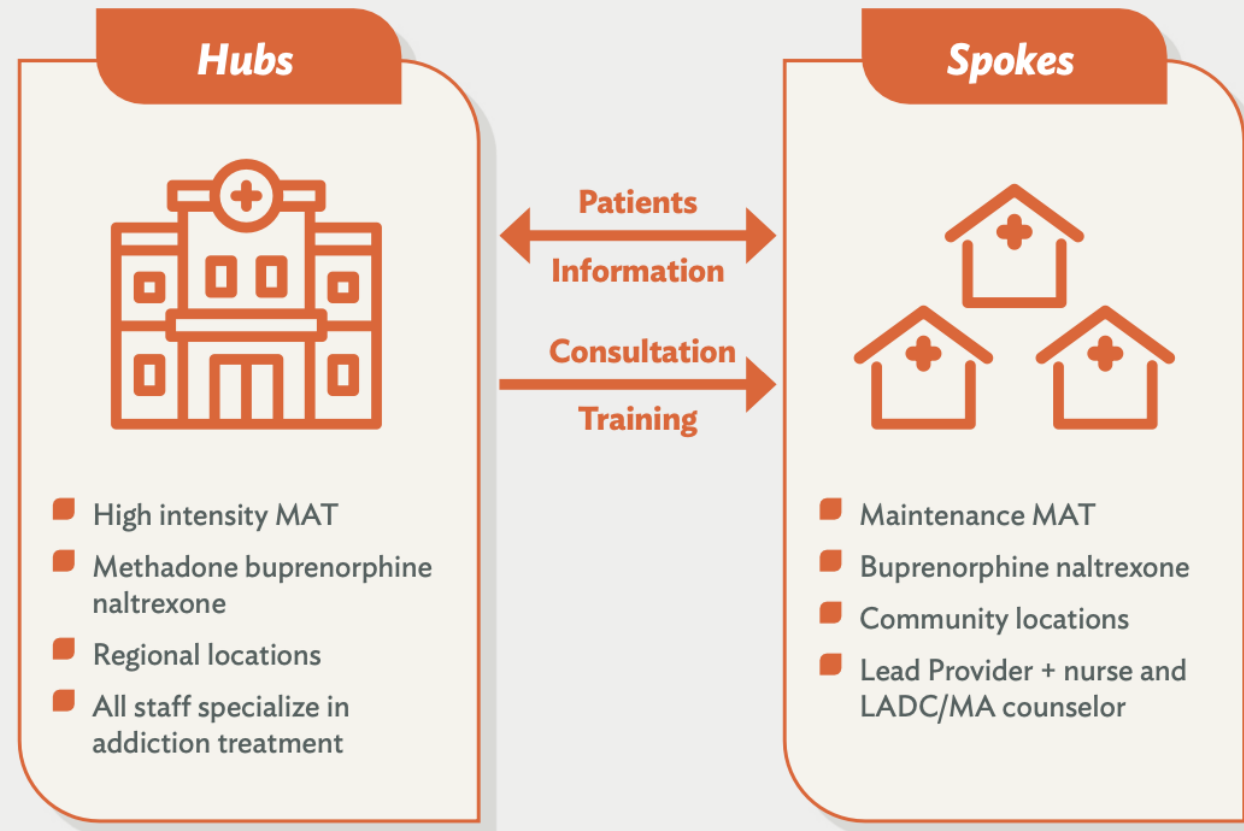 Hubs
High intensity MAT
Methadone buprenorphine
naltrexone
Regional locations
All staff specialize in
addiction treatment
Patients
Information
Consultation
Training
Spokes
Maintenance MAT
Buprenorphine naltrexone
Community locations
Lead Provider + nurse and
LADC/MA counselor